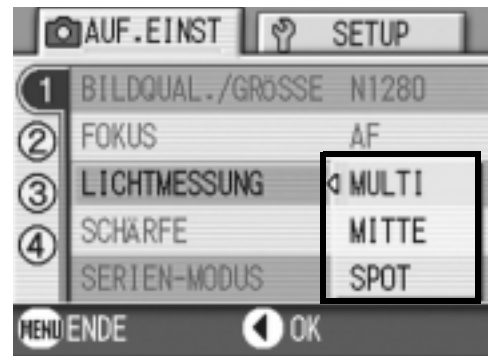 AUF.EINST SETUP
1 BILDQUAL./GRÖSSE N1280
2 FOKUS AF
3 LICHTMESSUNG MULTI
4 SCHÄRFE MITTE
SERIEN-MODUS SPOT
MENU ENDE OK